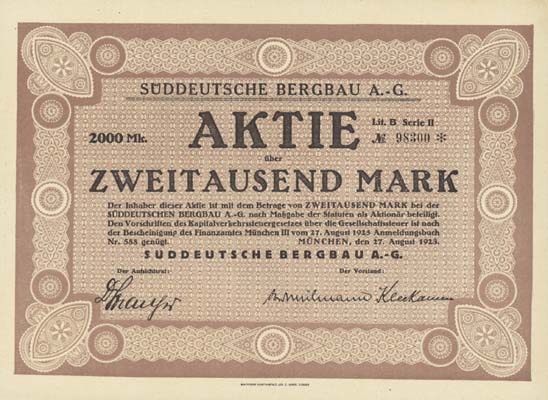 SÜDDEUTSCHE BERGBAU A.-G.
2000 Mk.
AKTIE
Lit. B Serie II
№ 98300 *
über
ZWEITAUSEND MARK
Der Inhaber dieser Aktie ist mit dem Betrage von ZWEITAUSEND MARK bei der
SÜDDEUTSCHEN BERGBAU A.-G. nach Maßgabe der Statuten als Aktionär beteiligt.
Den Vorschriften des Kapitalverkehrssteuergesetzes über die Gesellschaftssteuer ist nach
der Bescheinigung des Finanzamtes München III vom 27. August 1923 Anmeldungsbuch
Nr. 588 genügt.
MÜNCHEN, den 27. August 1923.
SÜDDEUTSCHE BERGBAU A.-G.
Der Aufsichtsrat:
Der Vorstand: